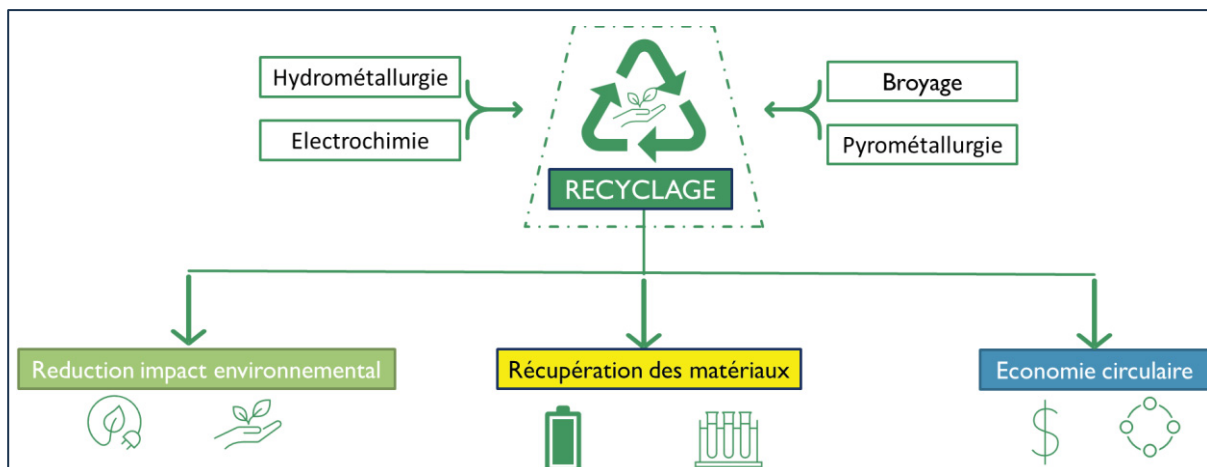 Hydrométallurgie
Electrochimie
Broyage
Pyrométallurgie
RECYCLAGE
Reduction impact environnemental
Récupération des matériaux
Economie circulaire
$